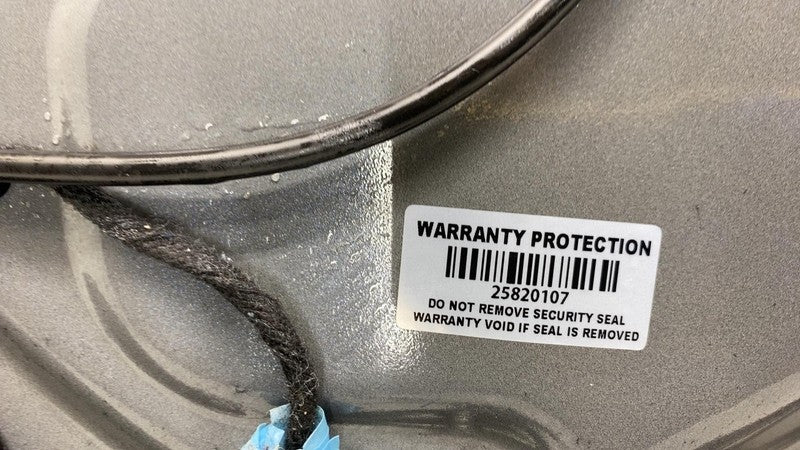 WARRANTY PROTECTION
25820107
DO NOT REMOVE SECURITY SEAL
WARRANTY VOID IF SEAL IS REMOVED